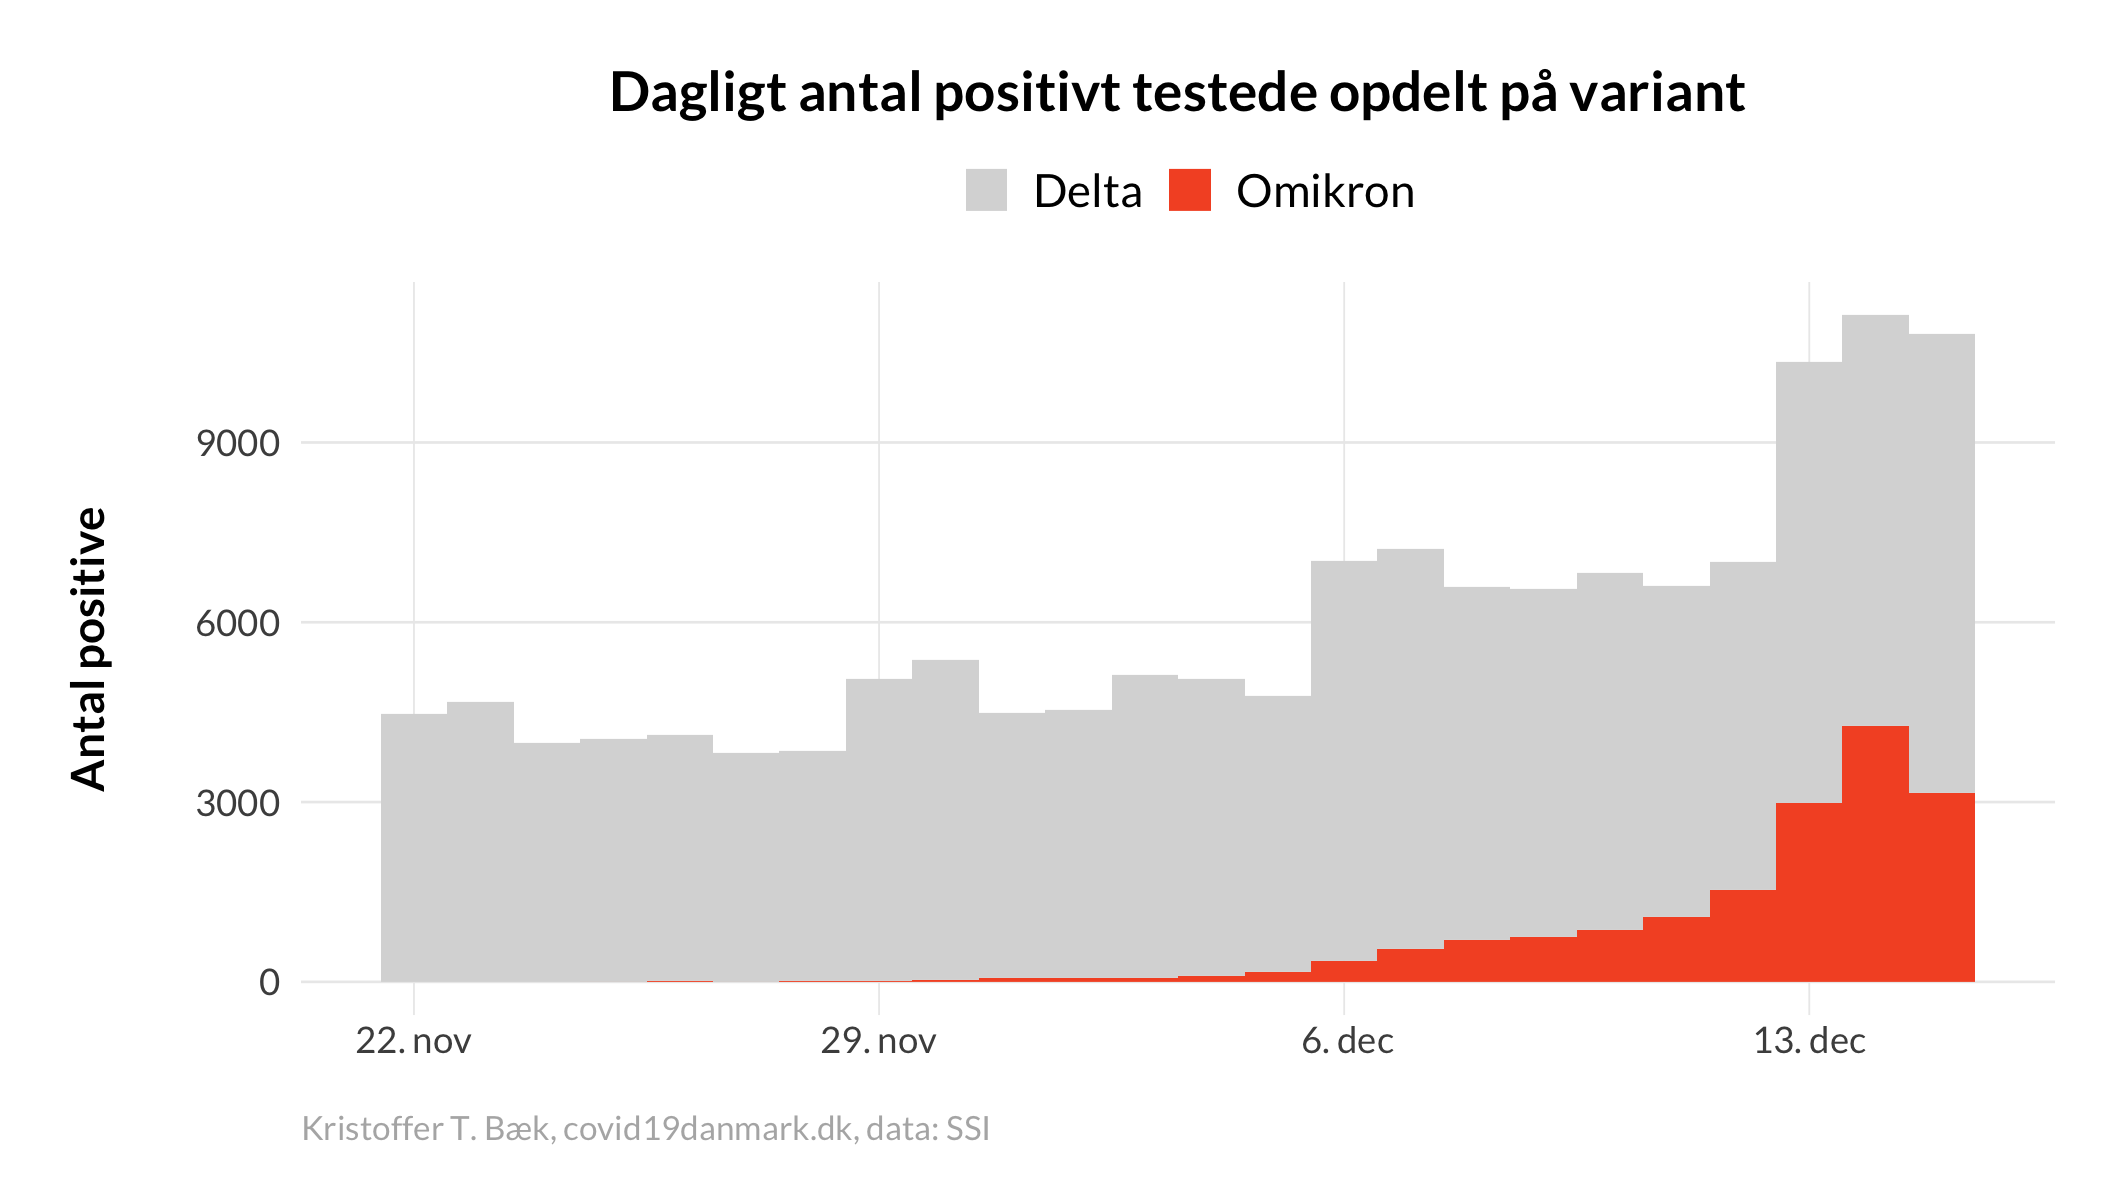 Dagligt antal positivt testede opdelt på variant
Delta Omikron
Antal positive
9000
6000
3000
0
22. nov 29. nov 6. dec 13. dec
Kristoffer T. Bæk, covid19danmark.dk, data: SSI